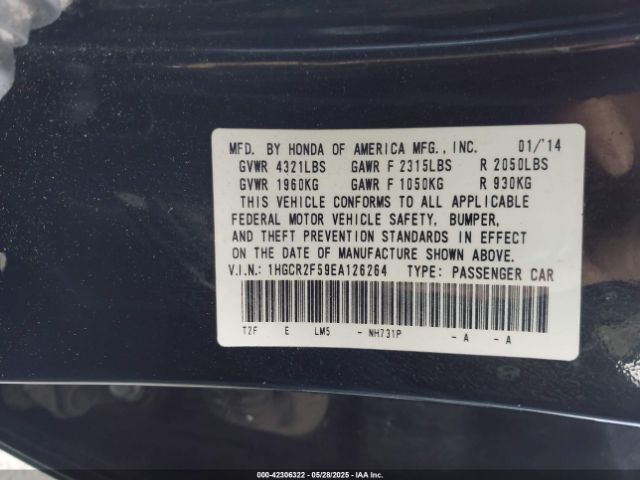 MFD. BY HONDA OF AMERICA MFG., INC. 01/'14
GVWR 4321LBS GAWR F 2315LBS R 2050LBS
GVWR 1960KG GAWR F 1050KG R 930KG
THIS VEHICLE CONFORMS TO ALL APPLICABLE
FEDERAL MOTOR VEHICLE SAFETY, BUMPER,
AND THEFT PREVENTION STANDARDS IN EFFECT
ON THE DATE OF MANUFACTURE SHOWN ABOVE.
V.I.N.: 1HGCR2F59EA126264 TYPE: PASSENGER CAR
T2F E LM5 - NH731P - A - A
000-42306322 | 05/28/2025 | IAA, Inc.